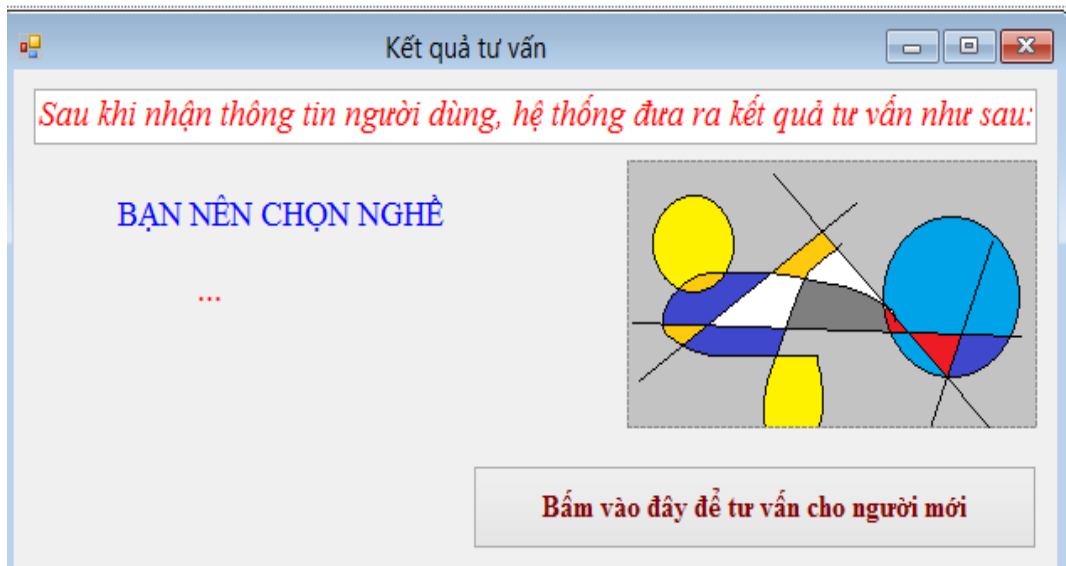 Kết quả tư vấn
Sau khi nhận thông tin người dùng, hệ thống đưa ra kết quả tư vấn như sau:
BẠN NÊN CHỌN NGHỀ
...
Bấm vào đây để tư vấn cho người mới